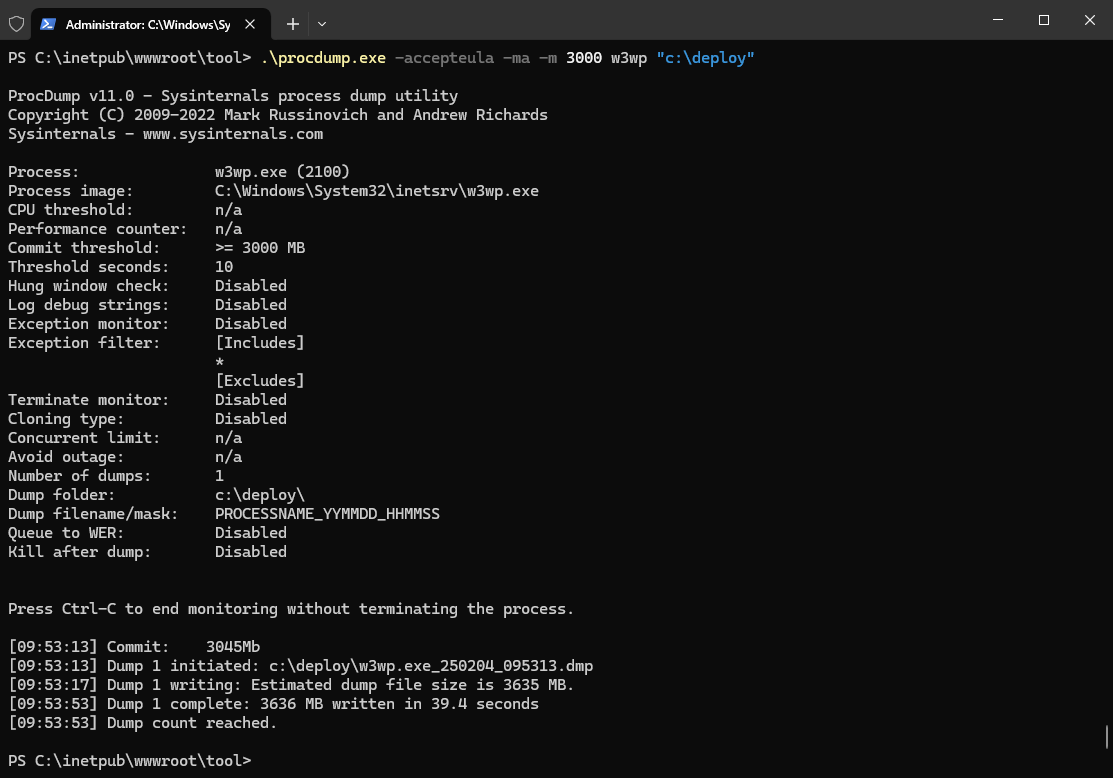 Administrator: C:\Windows\Sy
PS C:\inetpub\wwwroot\tool> .\procdump.exe -accepteula -ma -m 3000 w3wp "c:\deploy"
ProcDump v11.0 - Sysinternals process dump utility
Copyright (C) 2009-2022 Mark Russinovich and Andrew Richards
Sysinternals - www.sysinternals.com
Process:               w3wp.exe (2100)
Process image:         C:\Windows\System32\inetsrv\w3wp.exe
CPU threshold:         n/a
Performance counter:   n/a
Commit threshold:      >= 3000 MB
Threshold seconds:     10
Hung window check:     Disabled
Log debug strings:     Disabled
Exception monitor:     Disabled
Exception filter:      [Includes]
                       *
                       [Excludes]
Terminate monitor:     Disabled
Cloning type:          Disabled
Concurrent limit:      n/a
Avoid outage:          n/a
Number of dumps:       1
Dump folder:           c:\deploy\
Dump filename/mask:    PROCESSNAME_YYMMDD_HHMMSS
Queue to WER:          Disabled
Kill after dump:       Disabled
Press Ctrl-C to end monitoring without terminating the process.
[09:53:13] Commit:    3045Mb
[09:53:13] Dump 1 initiated: c:\deploy\w3wp.exe_250204_095313.dmp
[09:53:17] Dump 1 writing: Estimated dump file size is 3635 MB.
[09:53:53] Dump 1 complete: 3636 MB written in 39.4 seconds
[09:53:53] Dump count reached.
PS C:\inetpub\wwwroot\tool>